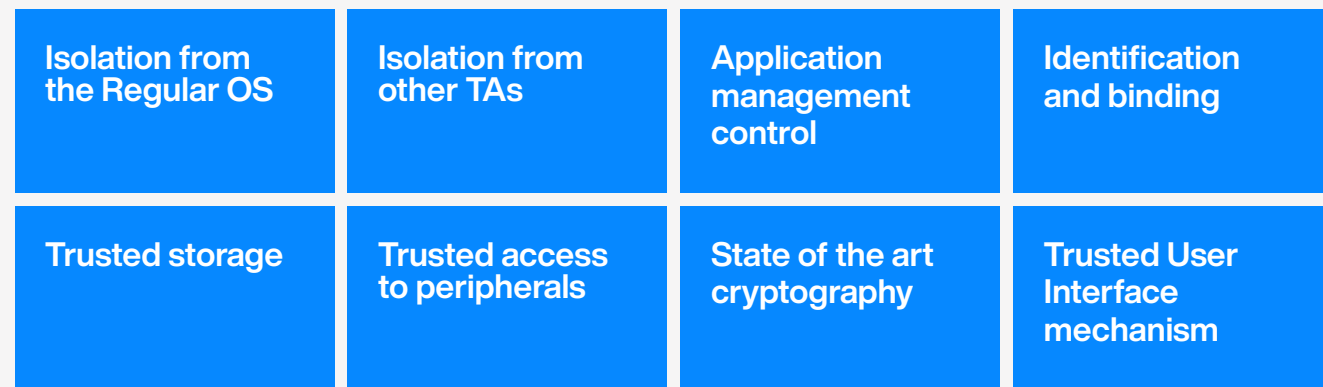 Isolation from
the Regular OS
Isolation from
other TAs
Application
management
control
Identification
and binding
Trusted storage
Trusted access
to peripherals
State of the art
cryptography
Trusted User
Interface
mechanism